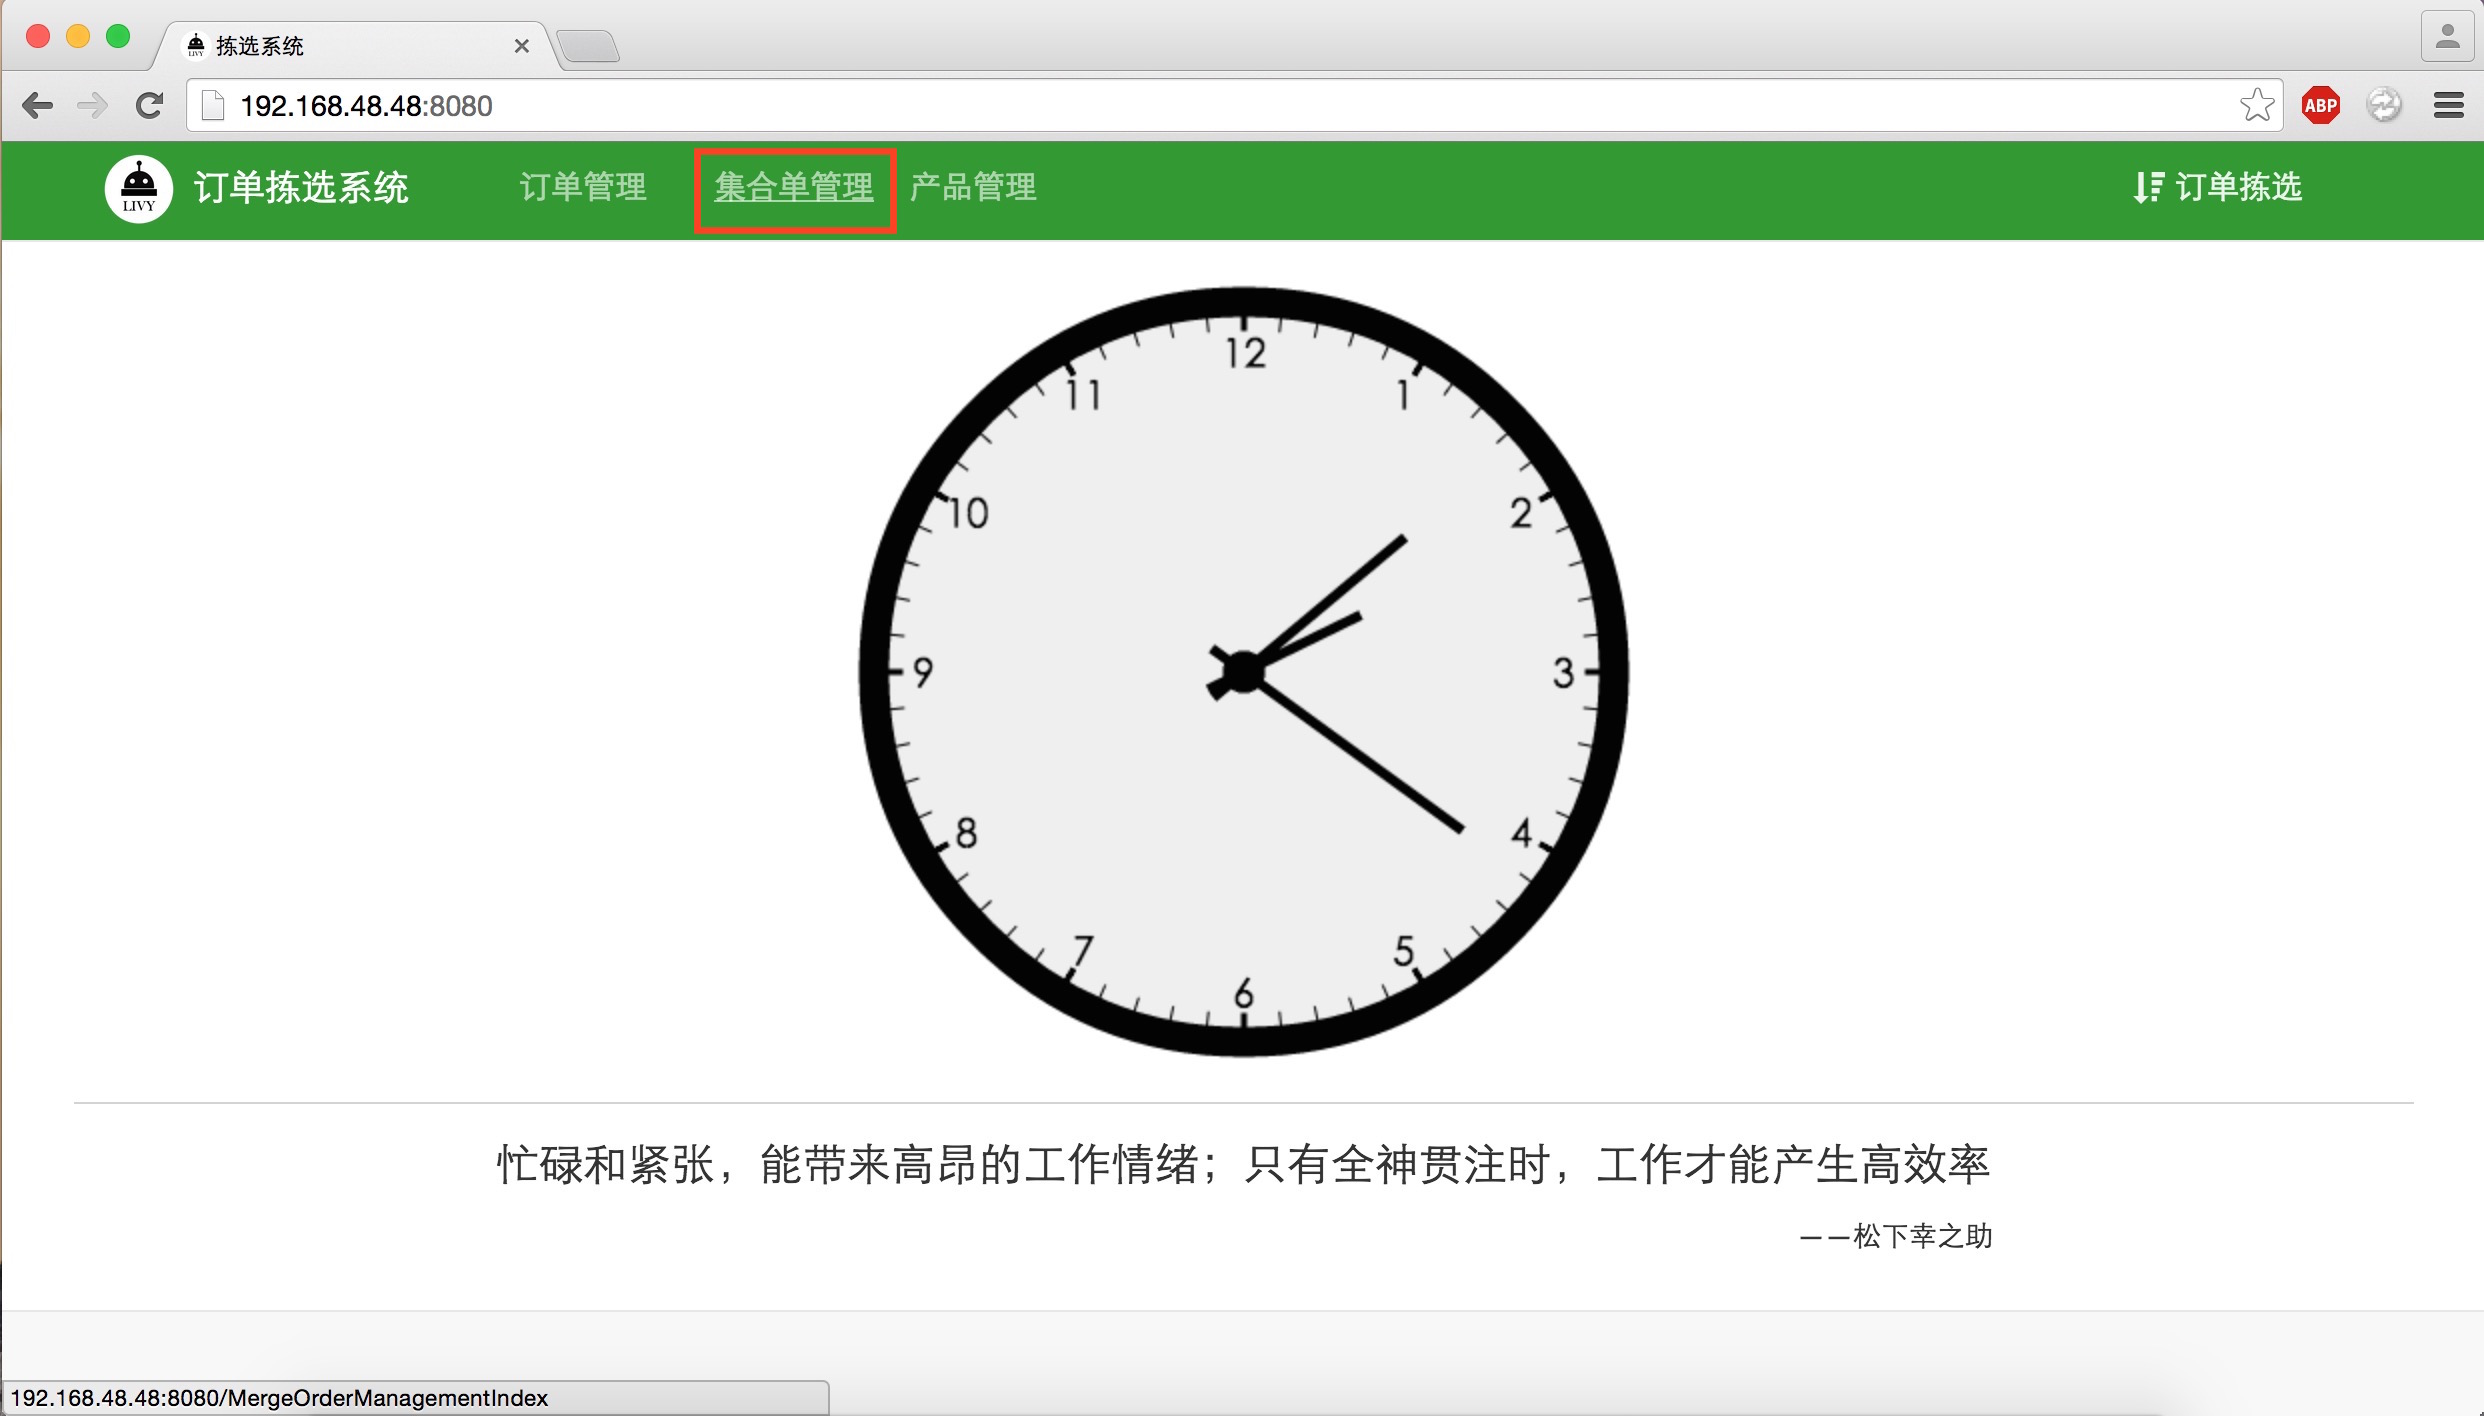 拣选系统
192.168.48.48:8080
ABP
LIVY
订单拣选系统
订单管理
集合单管理
产品管理
订单拣选
12
11
1
10
2
9
3
8
4
7
5
6
忙碌和紧张，能带来高昂的工作情绪；只有全神贯注时，工作才能产生高效率
——松下幸之助
192.168.48.48:8080/MergeOrderManagementIndex